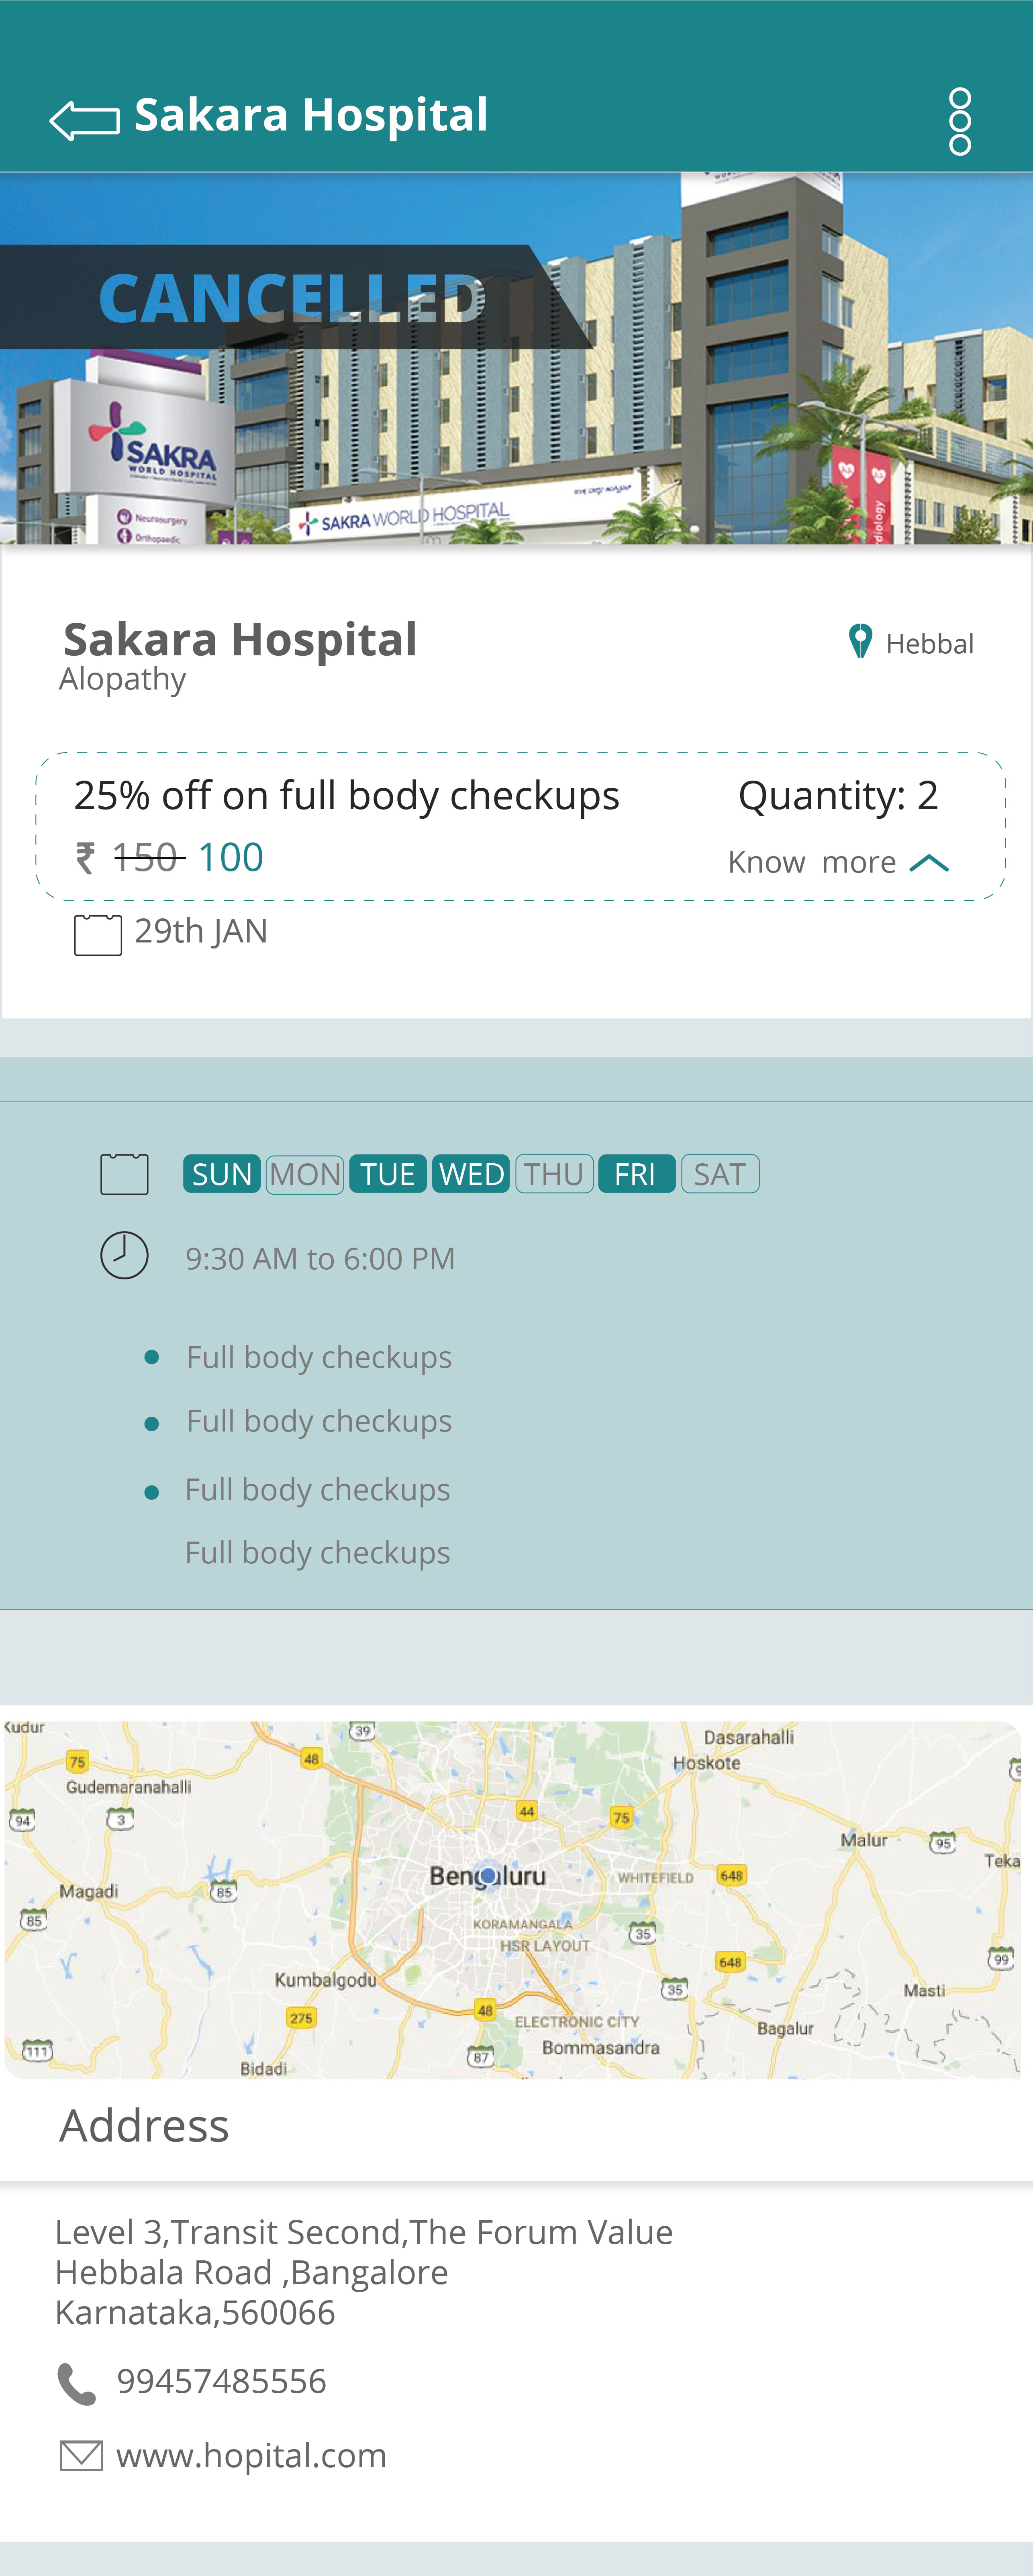 Sakara Hospital
CANCELLED
SAKRA
WORLD HOSPITAL
Neurosurgery
Orthopaedic
SAKRA WORLD HOSPITAL
diology
Sakara Hospital
Hebbal
Alopathy
25% off on full body checkups Quantity: 2
₹ 150 100 Know more
29th JAN
SUN MON TUE WED THU FRI SAT
9:30 AM to 6:00 PM
Full body checkups
Full body checkups
Full body checkups
Full body checkups
Kudur
39
Dasarahalli
75
48
Hoskote
Gudemaranahalli
94
3
44
75
Malur
95
Bengaluru
WHITEFIELD
648
Teka
Magadi
85
85
KORAMANGALA
35
HSR LAYOUT
648
99
Kumbalgodu
35
Masti
275
48
ELECTRONIC CITY
Bagalur
111
87
Bommasandra
Bidadi
Address
Level 3,Transit Second,The Forum Value
Hebbala Road ,Bangalore
Karnataka,560066
99457485556
www.hopital.com